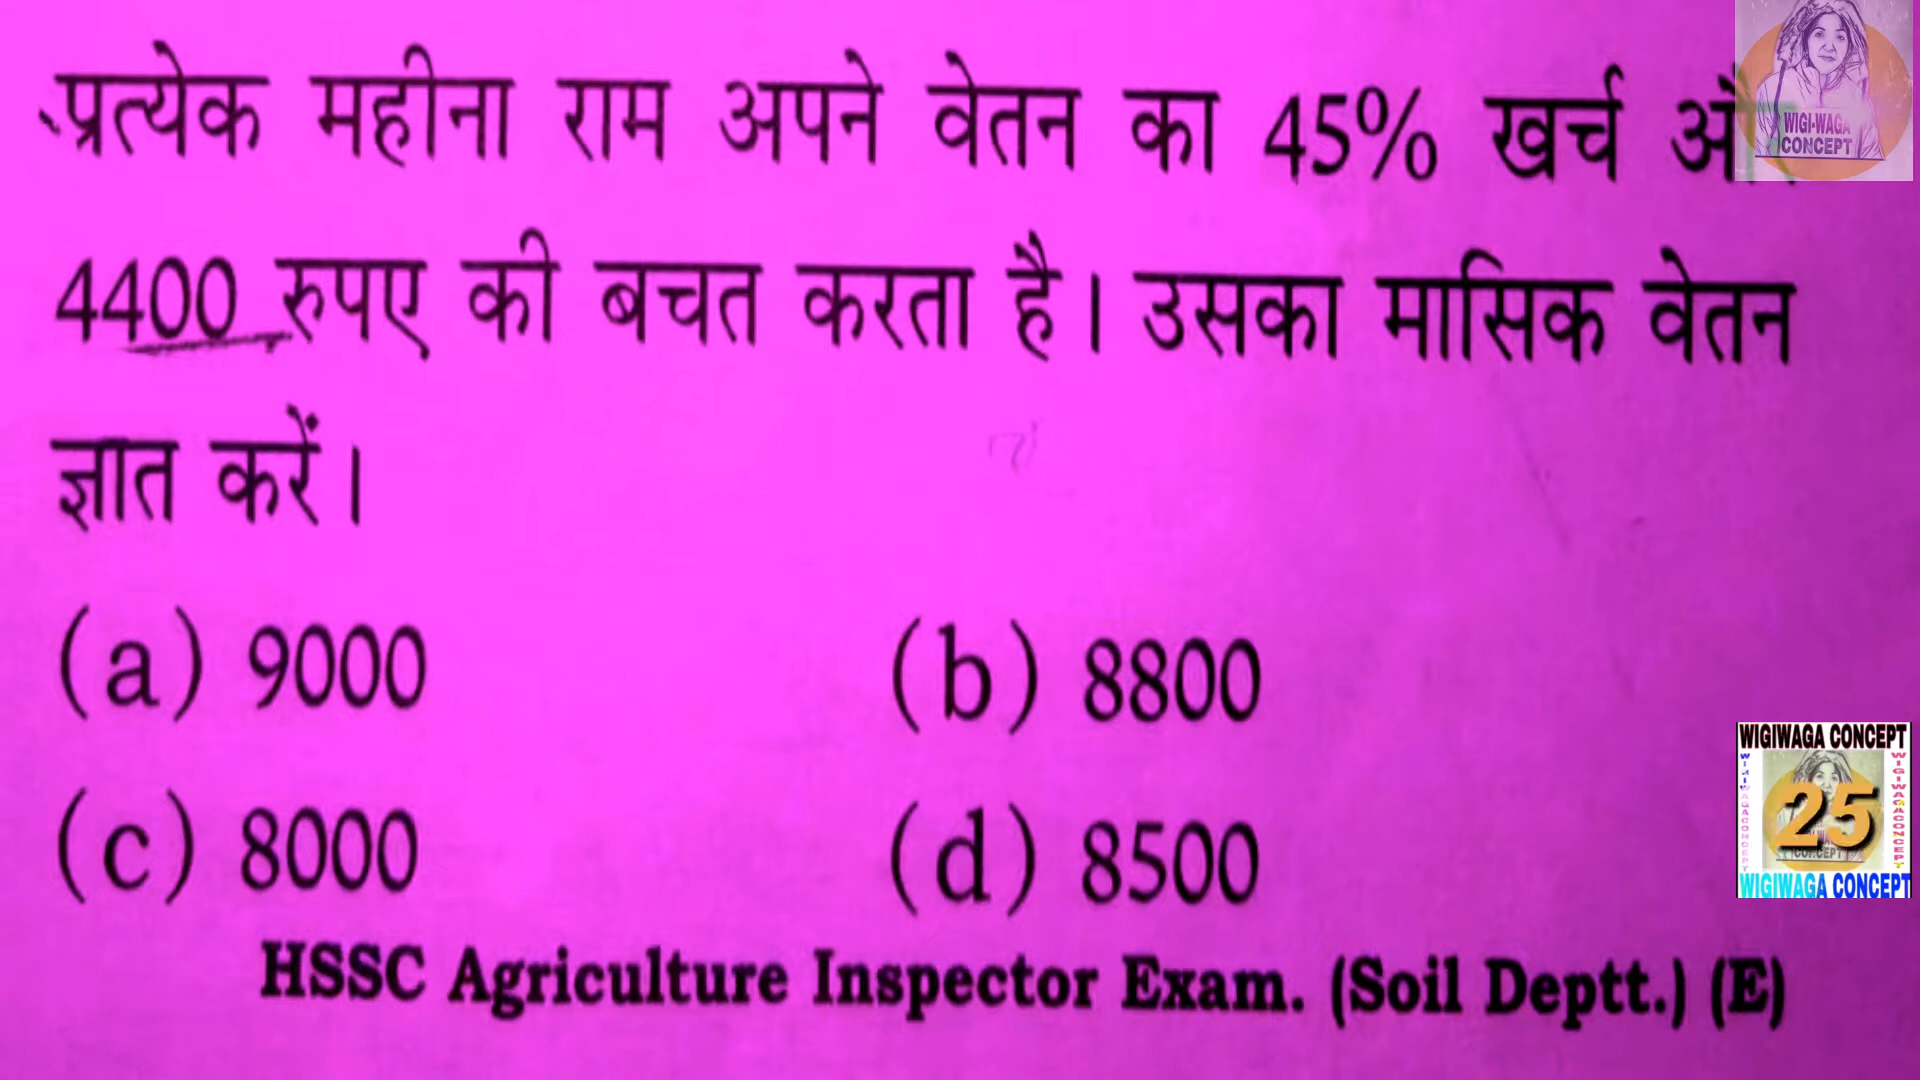 प्रत्येक महीना राम अपने वेतन का 45% खर्च और
4400 रुपए की बचत करता है। उसका मासिक वेतन
ज्ञात करें।
(a) 9000 (b) 8800
(c) 8000 (d) 8500
HSSC Agriculture Inspector Exam. (Soil Deptt.) (E)
WIGI-WAGA
CONCEPT
WIGIWAGA CONCEPT
25
WIGIWAGA CONCEPT